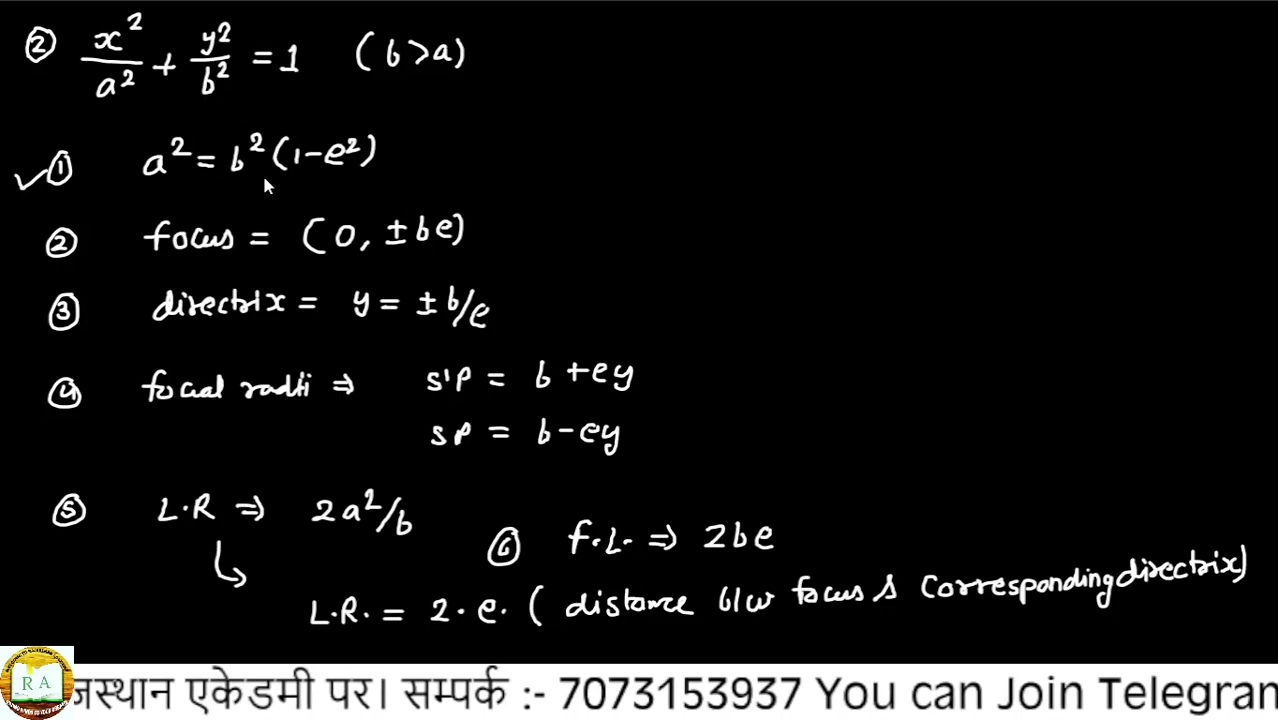 ② x²/a² + y²/b² = 1 (b>a)
① a² = b²(1-e²)
② focus = (0, ±be)
③ directrix = y = ±b/e
④ focal radii ⇒ S'P = b+ey
SP = b-ey
⑤ L.R ⇒ 2a²/b
⑥ f.L. ⇒ 2be
L.R. = 2.e. (distance b/w focus & corresponding directrix)
R A
जस्थान एकेडमी पर। सम्पर्क :- 7073153937 You can Join Telegran